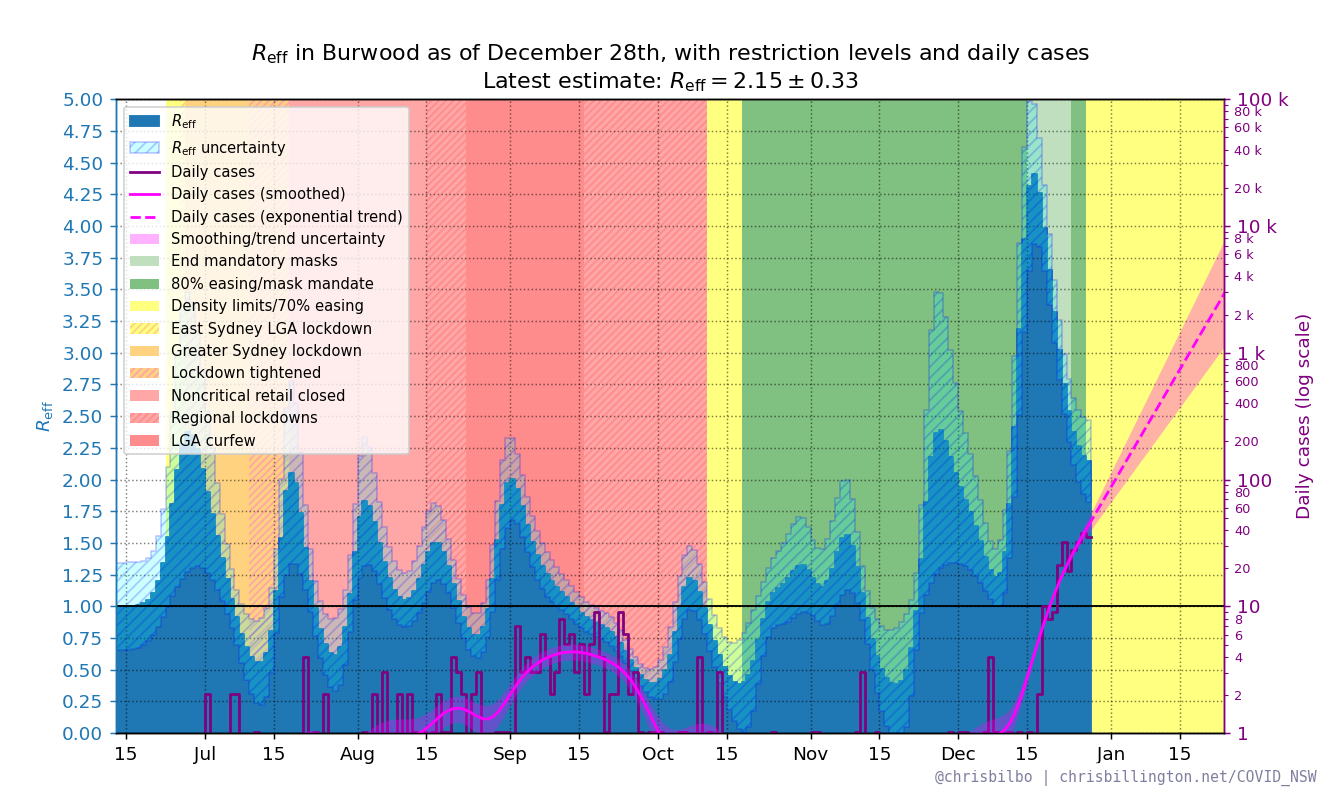 R_eff in Burwood as of December 28th, with restriction levels and daily cases
Latest estimate: R_eff = 2.15 ± 0.33
R_eff
5.00
4.75
4.50
4.25
4.00
3.75
3.50
3.25
3.00
2.75
2.50
2.25
2.00
1.75
1.50
1.25
1.00
0.75
0.50
0.25
0.00
R_eff
R_eff uncertainty
Daily cases
Daily cases (smoothed)
Daily cases (exponential trend)
Smoothing/trend uncertainty
End mandatory masks
80% easing/mask mandate
Density limits/70% easing
East Sydney LGA lockdown
Greater Sydney lockdown
Lockdown tightened
Noncritical retail closed
Regional lockdowns
LGA curfew
100 k
80 k
60 k
40 k
20 k
10 k
8 k
6 k
4 k
2 k
1 k
800
600
400
200
100
80
60
40
20
10
8
6
4
2
1
Daily cases (log scale)
15 Jul 15 Aug 15 Sep 15 Oct 15 Nov 15 Dec 15 Jan 15
@chrisbilbo | chrisbillington.net/COVID_NSW